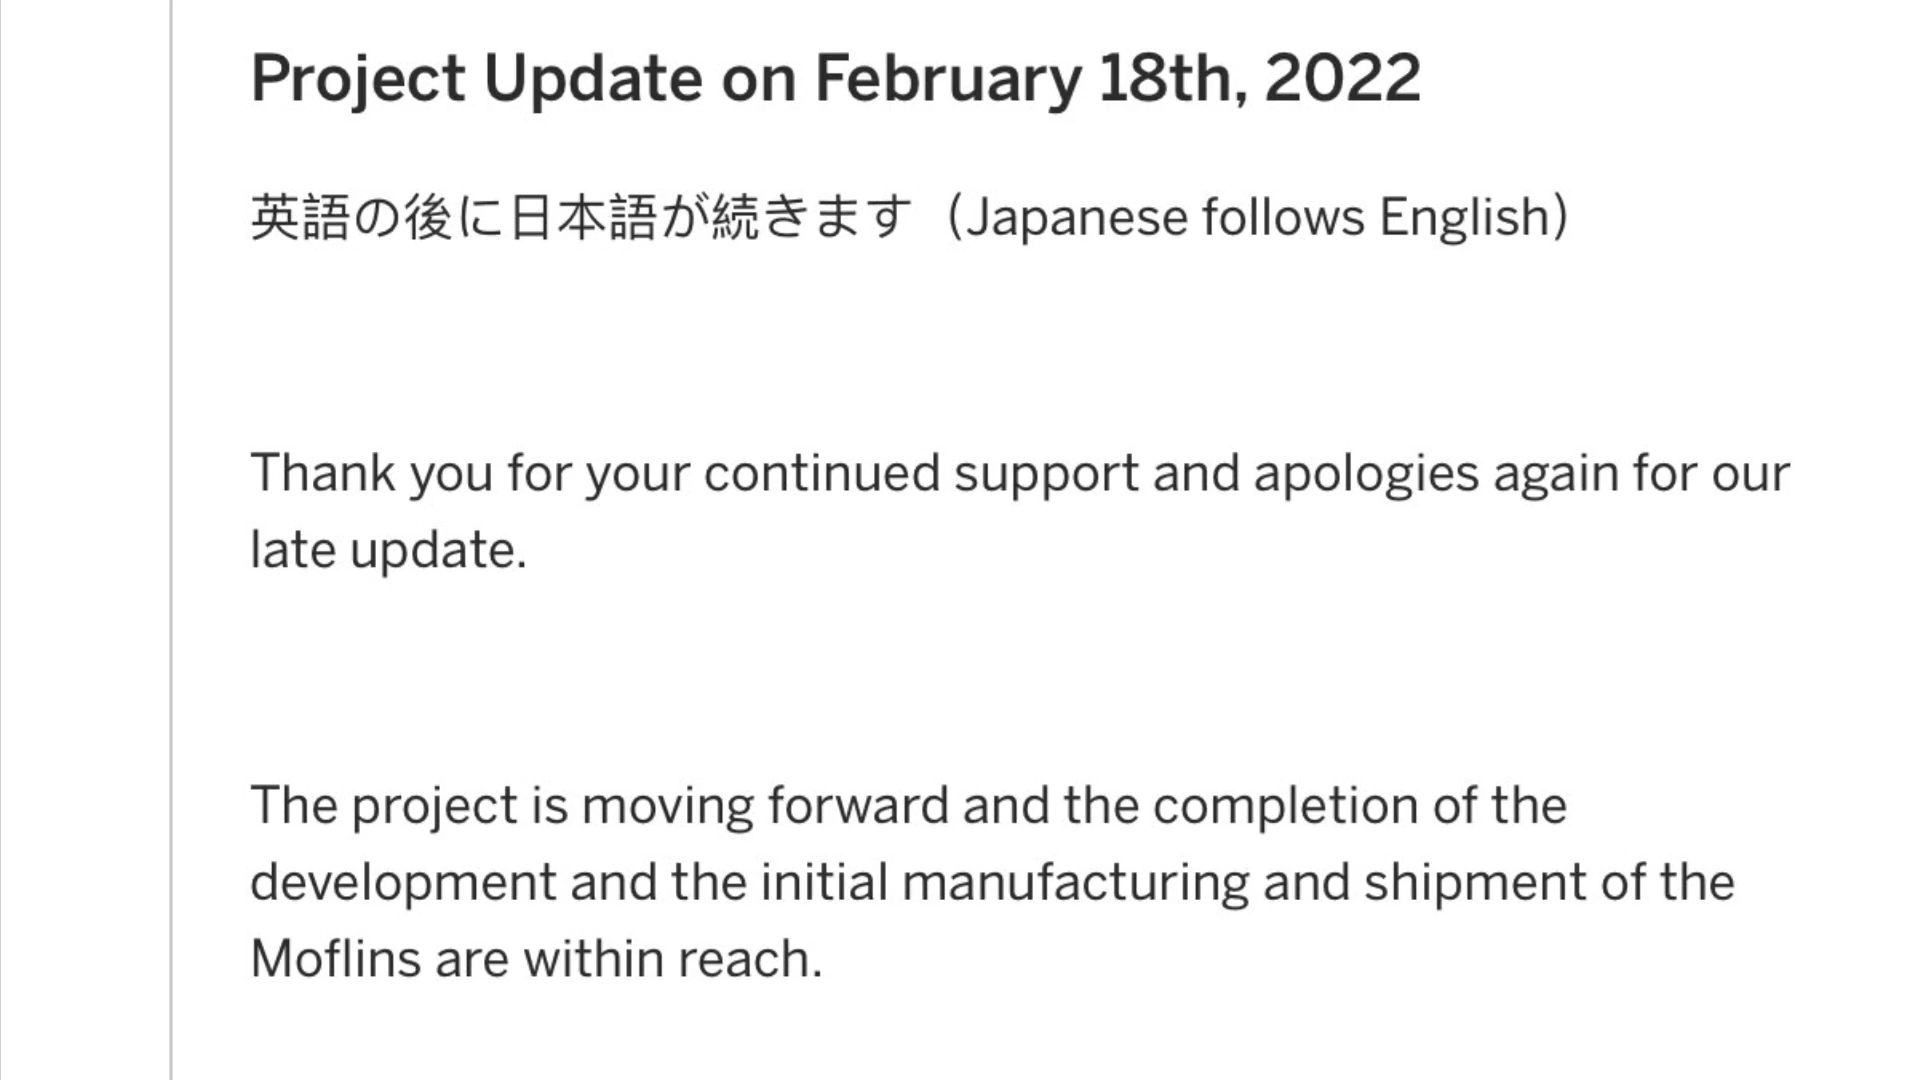 Project Update on February 18th, 2022
英語の後に日本語が続きます（Japanese follows English)
Thank you for your continued support and apologies again for our
late update.
The project is moving forward and the completion of the
development and the initial manufacturing and shipment of the
Moflins are within reach.